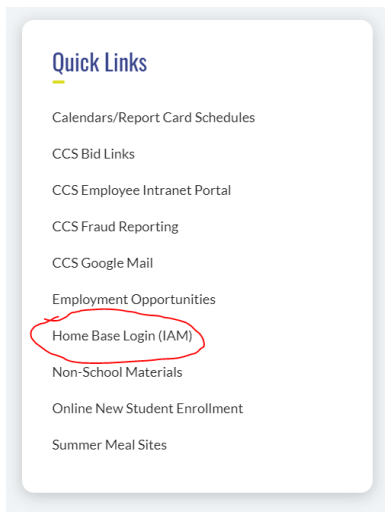 Quick Links
Calendars/Report Card Schedules
CCS Bid Links
CCS Employee Intranet Portal
CCS Fraud Reporting
CCS Google Mail
Employment Opportunities
Home Base Login (IAM)
Non-School Materials
Online New Student Enrollment
Summer Meal Sites